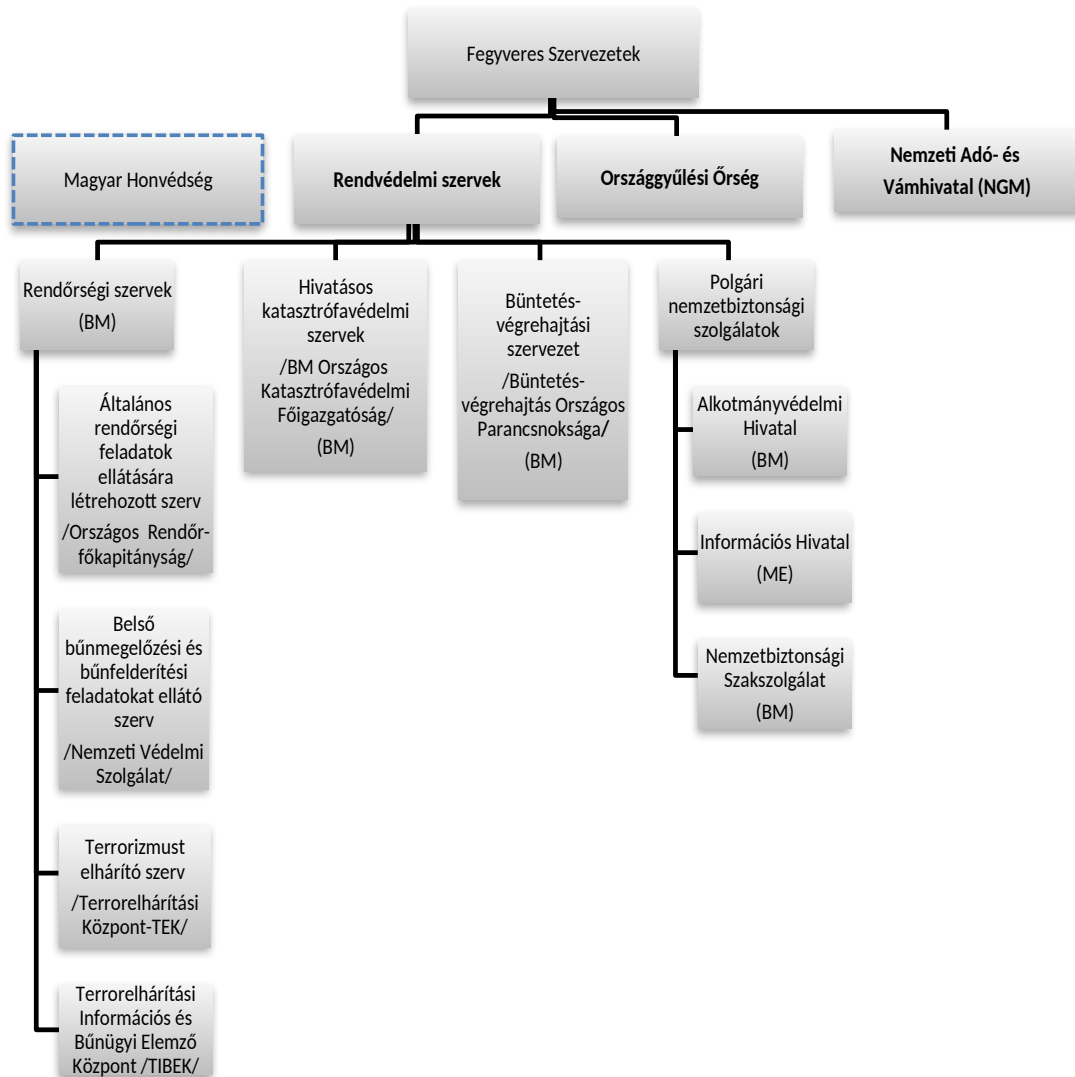 Fegyveres Szervezetek
Magyar Honvédség
Rendvédelmi szervek
Országgyűlési Őrség
Nemzeti Adó- és
Vámhivatal (NGM)
Rendőrségi szervek
(BM)
Általános
rendőrségi
feladatok
ellátására
létrehozott szerv
/Országos Rendőr-
főkapitányság/
Belső
bűnmegelőzési és
bűnfelderítési
feladatokat ellátó
szerv
/Nemzeti Védelmi
Szolgálat/
Terrorizmust
elhárító szerv
/Terrorelhárítási
Központ-TEK/
Terrorelhárítási
Információs és
Bűnügyi Elemző
Központ /TIBEK/
Hivatásos
katasztrófavédelmi
szervek
/BM Országos
Katasztrófavédelmi
Főigazgatóság/
(BM)
Büntetés-
végrehajtási
szervezet
/Büntetés-
végrehajtás Országos
Parancsnoksága/
(BM)
Polgári
nemzetbiztonsági
szolgálatok
Alkotmányvédelmi
Hivatal
(BM)
Információs Hivatal
(ME)
Nemzetbiztonsági
Szakszolgálat
(BM)